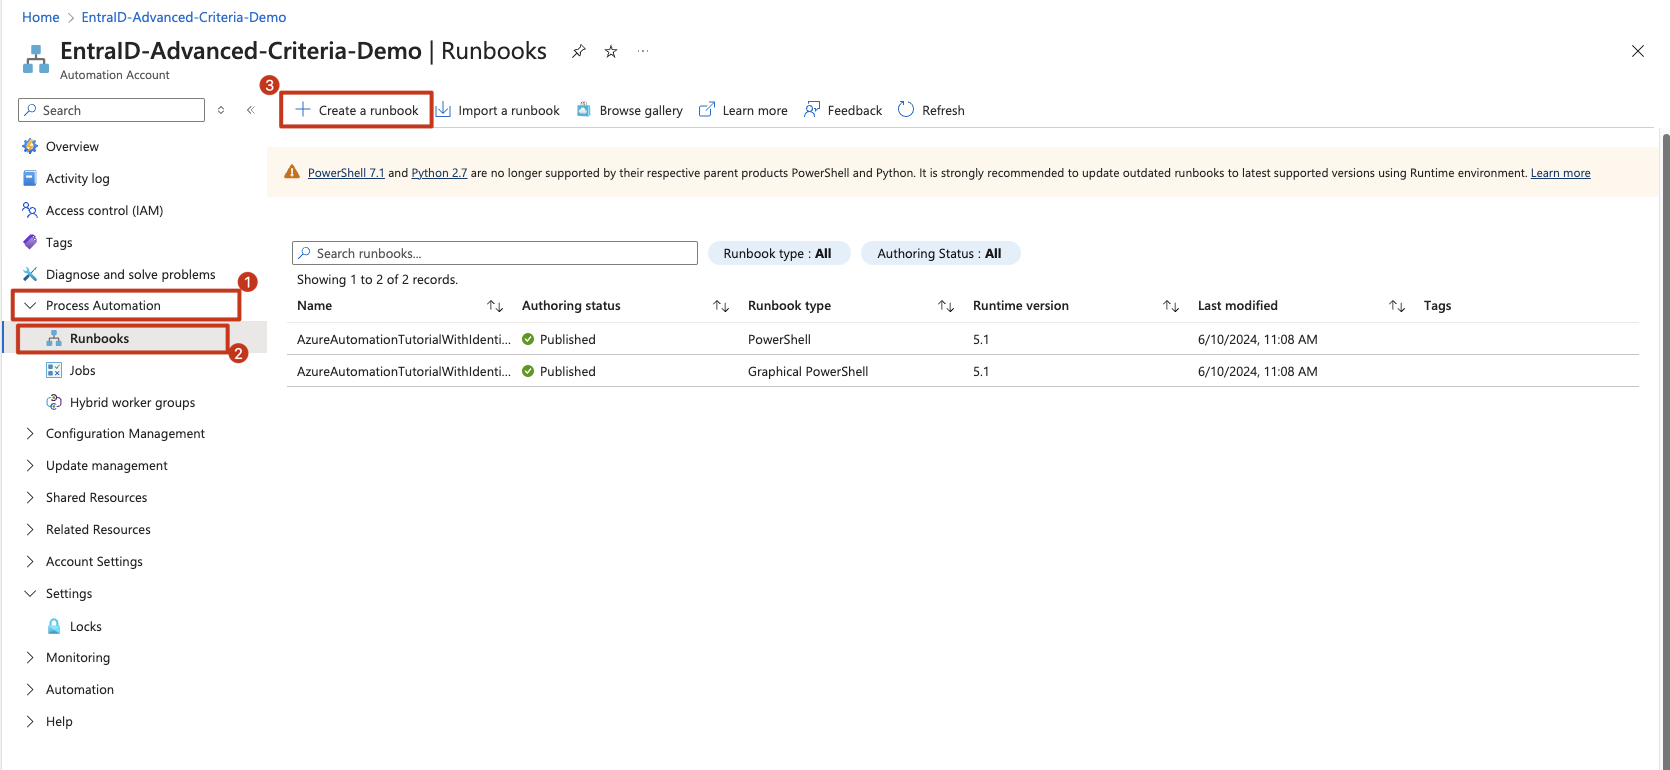 Home > EntraID-Advanced-Criteria-Demo
EntraID-Advanced-Criteria-Demo | Runbooks
Automation Account
Search
Overview
Activity log
Access control (IAM)
Tags
Diagnose and solve problems
1
Process Automation
Runbooks
2
Jobs
Hybrid worker groups
Configuration Management
Update management
Shared Resources
Related Resources
Account Settings
Settings
Locks
Monitoring
Automation
Help
3
Create a runbook Import a runbook Browse gallery Learn more Feedback Refresh
PowerShell 7.1 and Python 2.7 are no longer supported by their respective parent products PowerShell and Python. It is strongly recommended to update outdated runbooks to latest supported versions using Runtime environment. Learn more
Search runbooks... Runbook type : All Authoring Status : All
Showing 1 to 2 of 2 records.
Name Authoring status Runbook type Runtime version Last modified Tags
AzureAutomationTutorialWithIdenti... Published PowerShell 5.1 6/10/2024, 11:08 AM
AzureAutomationTutorialWithIdenti... Published Graphical PowerShell 5.1 6/10/2024, 11:08 AM